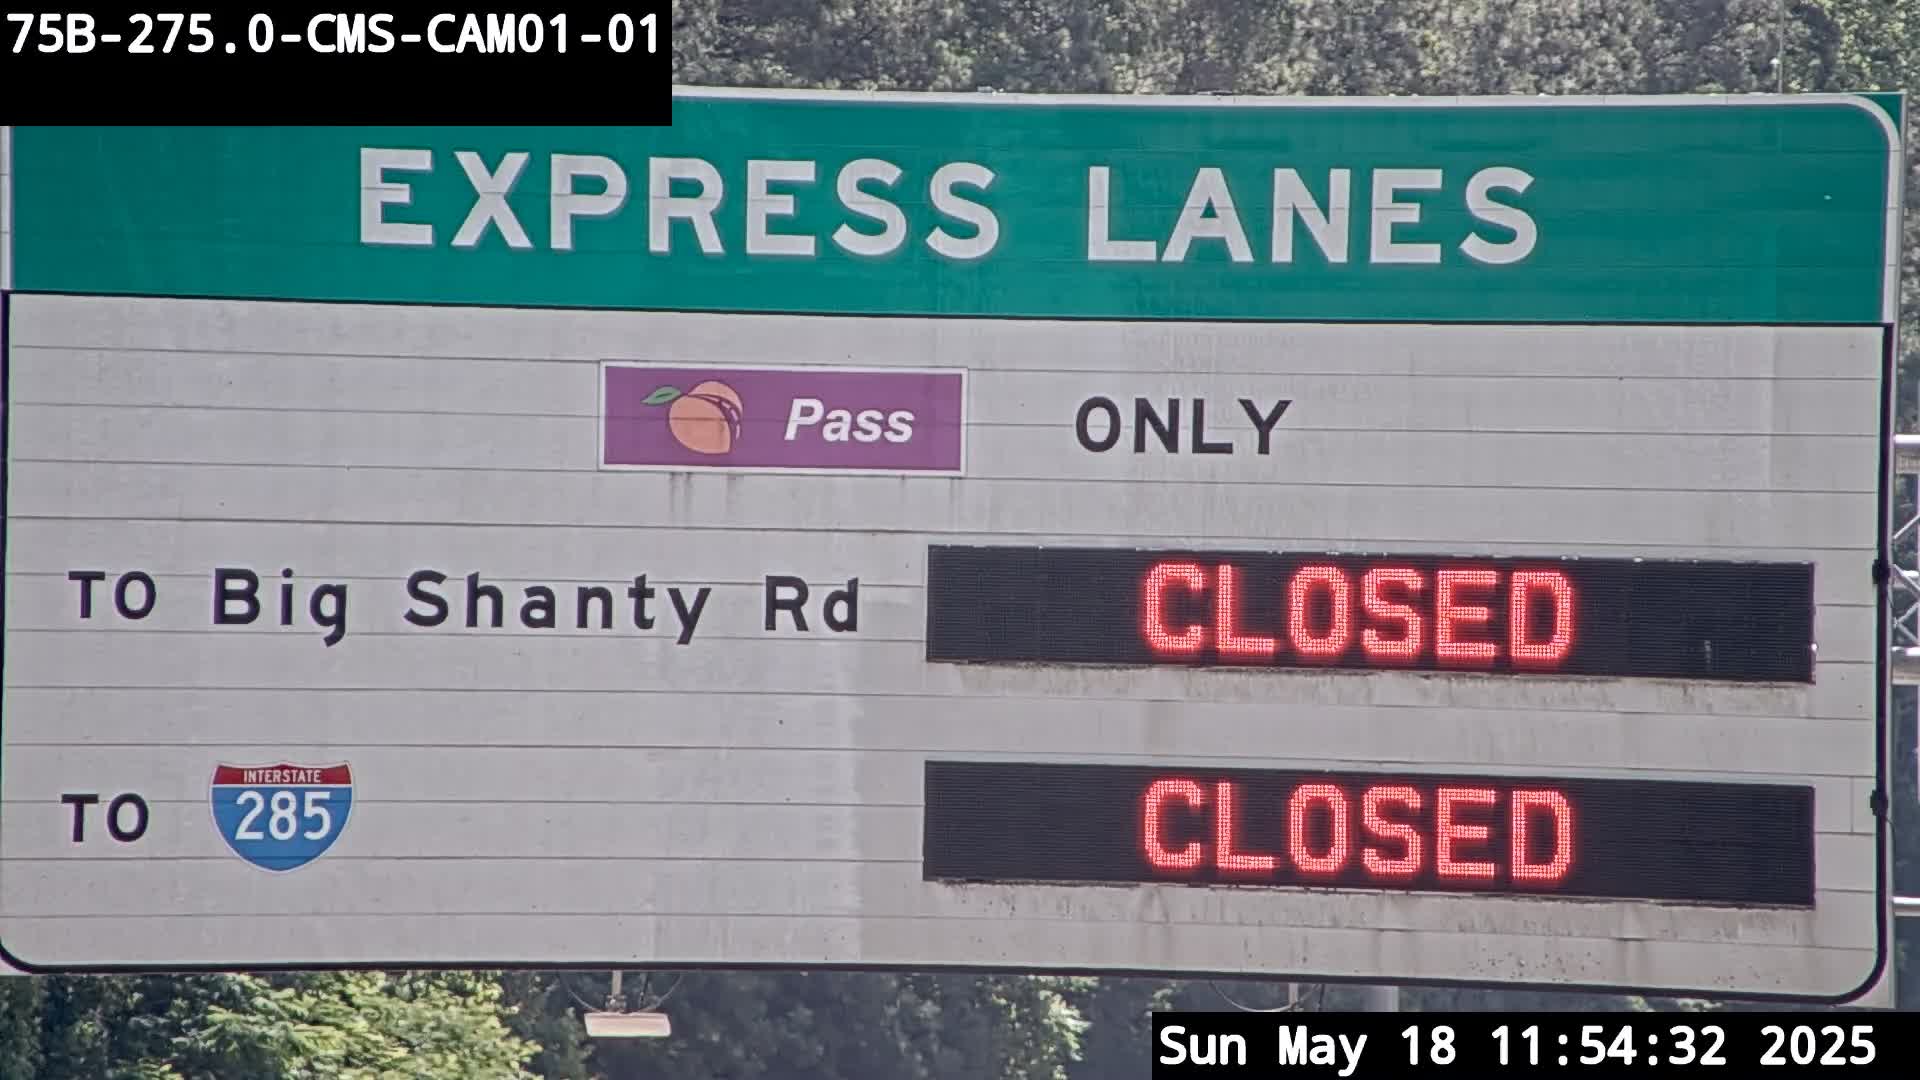 75B-275.0-CMS-CAM01-01
EXPRESS LANES
Pass ONLY
TO Big Shanty Rd CLOSED
TO INTERSTATE 285 CLOSED
Sun May 18 11:54:32 2025